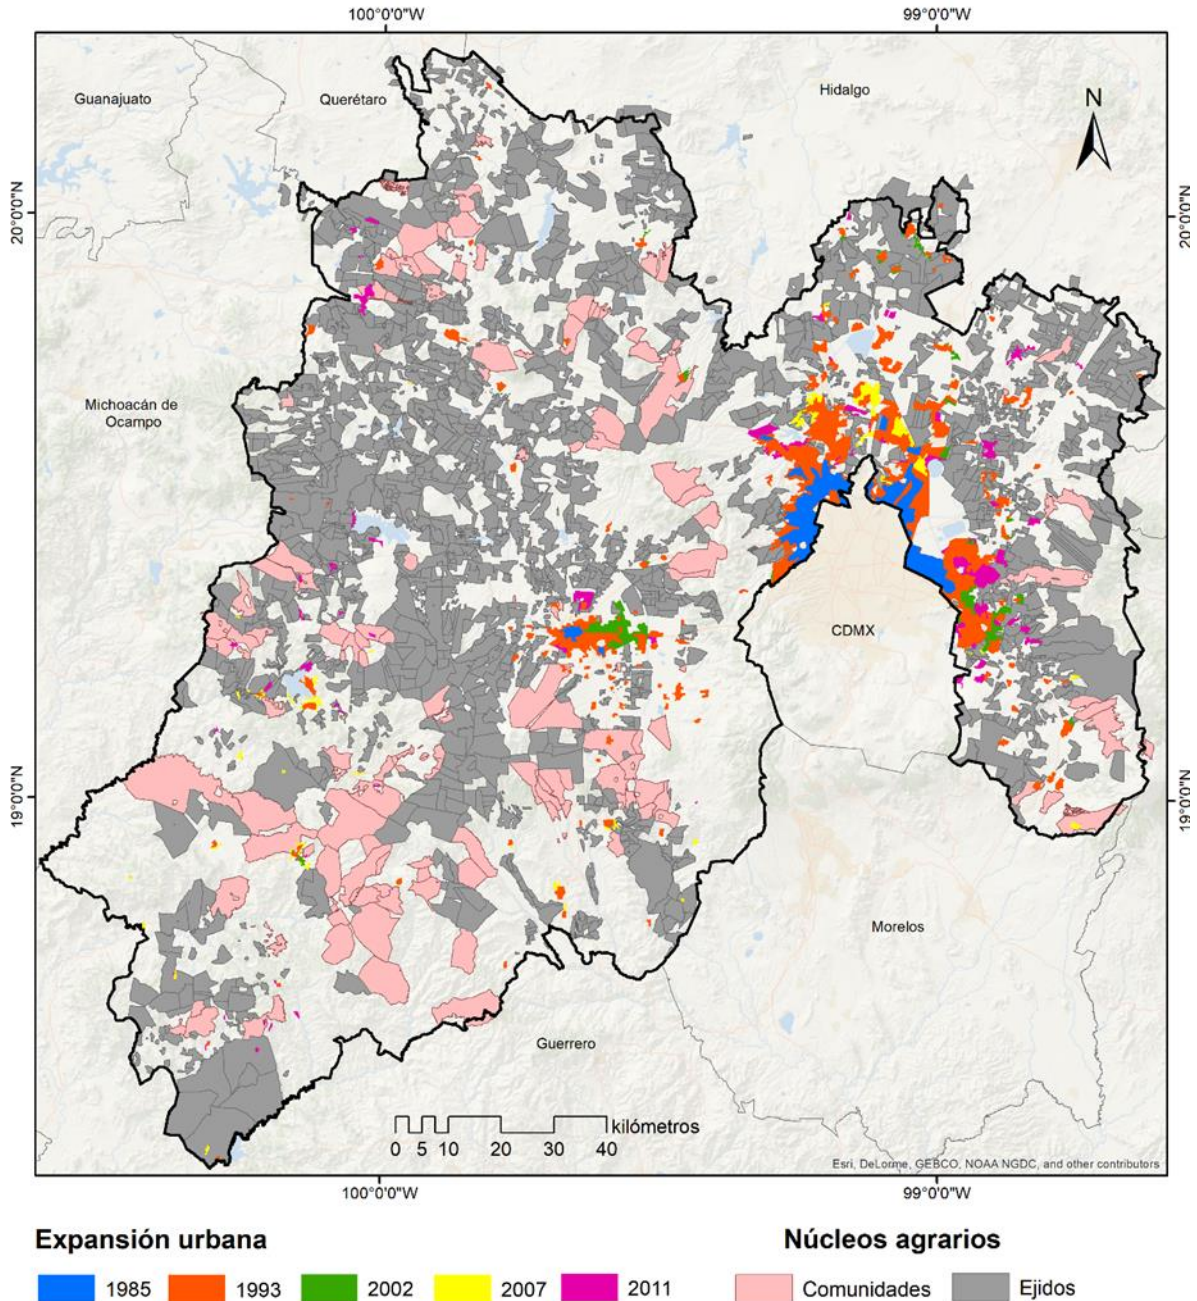 100°0'0"W 99°0'0"W
Guanajuato
Querétaro
Hidalgo
N
20°0'0"N 20°0'0"N
Michoacán de
Ocampo
CDMX
19°0'0"N 19°0'0"N
Morelos
Guerrero
kilómetros
0 5 10 20 30 40
Esri, DeLorme, GEBCO, NOAA NGDC, and other contributors
100°0'0"W 99°0'0"W
Expansión urbana Núcleos agrarios
1985 1993 2002 2007 2011 Comunidades Ejidos